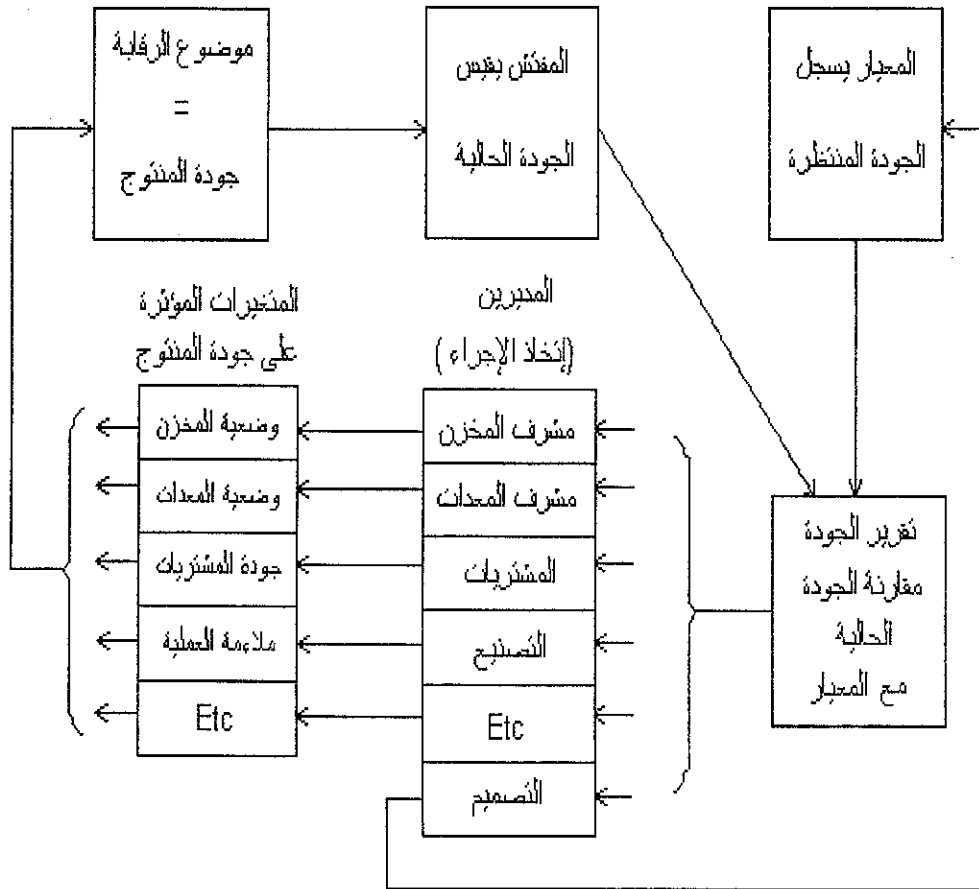 موضوع الرقابة
=
جودة المنتوج
المفتش يقيس
الجودة الحالية
المعيار يسجل
الجودة المنتظرة
المتغيرات المؤثرة
على جودة المنتوج
المديرين
(إتخاذ الإجراء )
وضعية المخزن
وضعية المعدات
جودة المشتريات
ملاءمة العملية
Etc
مشرف المخزن
مشرف المعدات
المشتريات
التصنيع
Etc
التصميم
تقرير الجودة
مقارنة الجودة
الحالية
مع المعيار